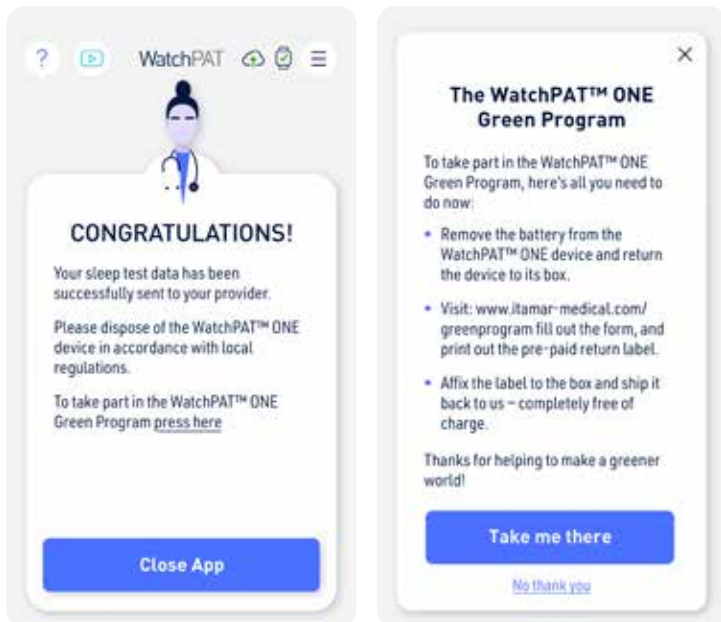 ?
WatchPAT
CONGRATULATIONS!
Your sleep test data has been
successfully sent to your provider.
Please dispose of the WatchPAT™ ONE
device in accordance with local
regulations.
To take part in the WatchPAT™ ONE
Green Program press here
Close App
The WatchPAT™ ONE
Green Program
To take part in the WatchPAT™ ONE
Green Program, here's all you need to
do now:
• Remove the battery from the
WatchPAT™ ONE device and return
the device to its box.
• Visit: www.itamar-medical.com/
greenprogram fill out the form, and
print out the pre-paid return label.
• Affix the label to the box and ship it
back to us – completely free of
charge.
Thanks for helping to make a greener
world!
Take me there
No thank you